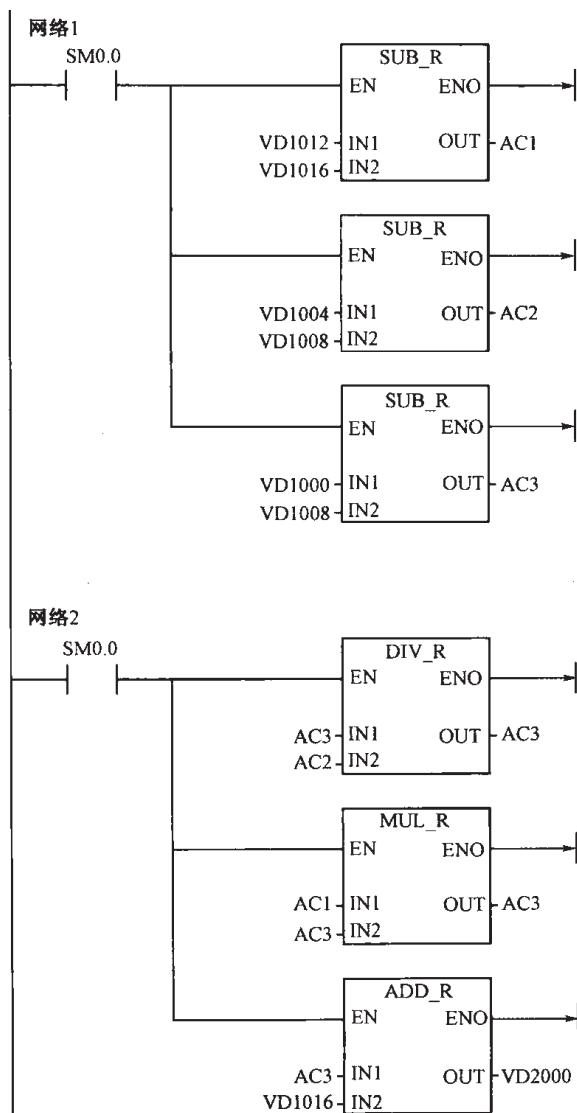 网络1
SM0.0
SUB_R
EN ENO
VD1012 IN1 OUT AC1
VD1016 IN2
SUB_R
EN ENO
VD1004 IN1 OUT AC2
VD1008 IN2
SUB_R
EN ENO
VD1000 IN1 OUT AC3
VD1008 IN2
网络2
SM0.0
DIV_R
EN ENO
AC3 IN1 OUT AC3
AC2 IN2
MUL_R
EN ENO
AC1 IN1 OUT AC3
AC3 IN2
ADD_R
EN ENO
AC3 IN1 OUT VD2000
VD1016 IN2